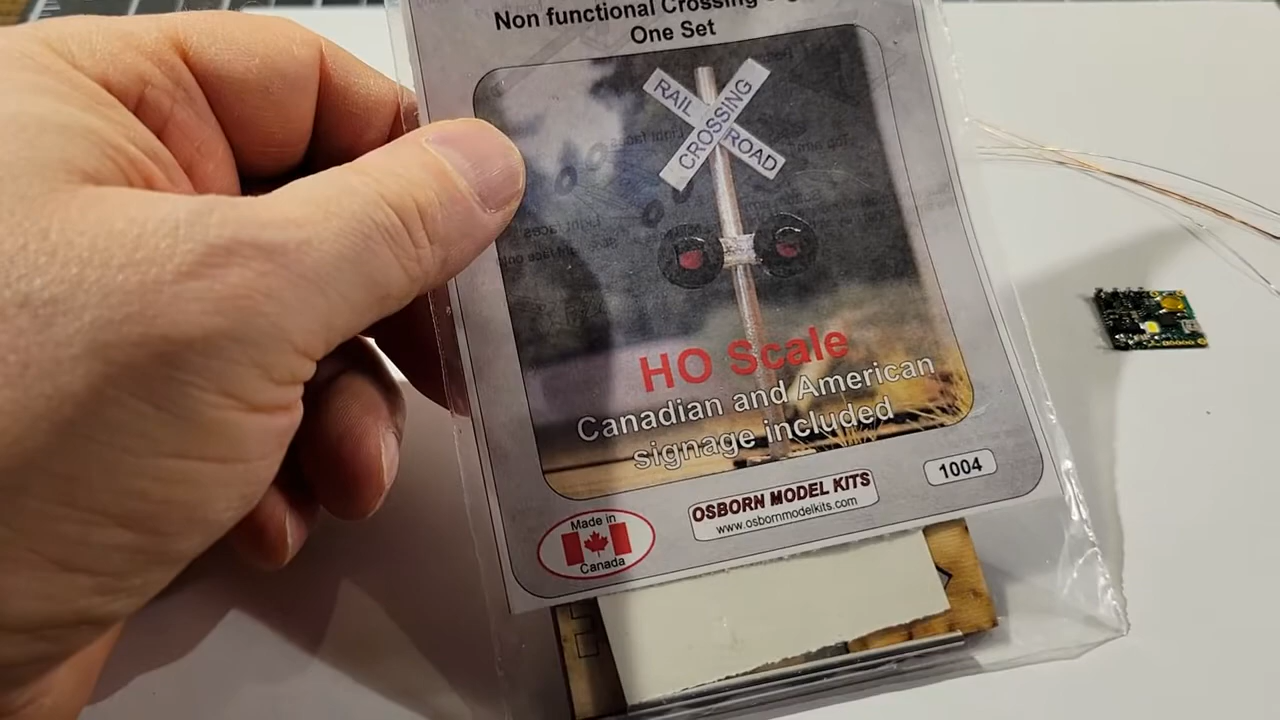 Non functional Crossing
One Set
RAIL
CROSSING
ROAD
HO Scale
Canadian and American
signage included
1004
OSBORN MODEL KITS
www.osbornmodelkits.com
Made in
Canada